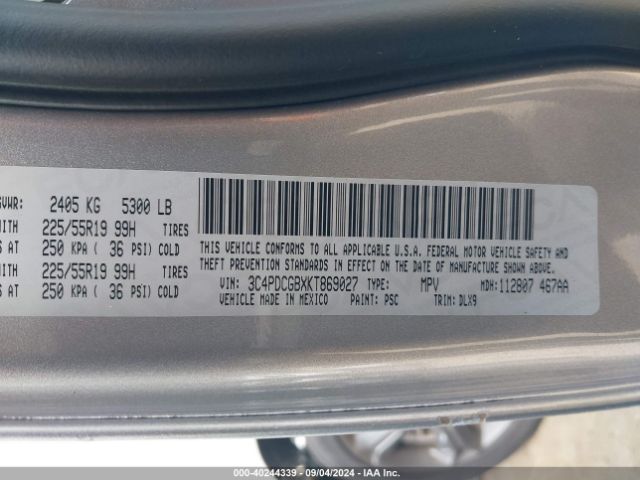 GVWR: 2405 KG 5300 LB
WITH 225/55R19 99H TIRES
S AT 250 KPA ( 36 PSI) COLD
WITH 225/55R19 99H TIRES
S AT 250 KPA ( 36 PSI) COLD
THIS VEHICLE CONFORMS TO ALL APPLICABLE U.S.A. FEDERAL MOTOR VEHICLE SAFETY AND
THEFT PREVENTION STANDARDS IN EFFECT ON THE DATE OF MANUFACTURE SHOWN ABOVE.
VIN: 3C4PDCGBXKT869027 TYPE: MPV MDH: 112807 467AA
VEHICLE MADE IN MEXICO PAINT: PSC TRIM: DLX9
000-40244339 - 09/04/2024 - IAA Inc.